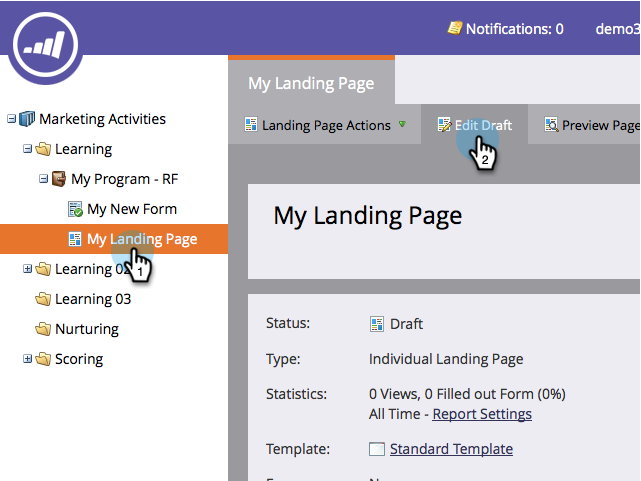 Notifications: 0 demo3
My Landing Page
Landing Page Actions Edit Draft Preview Page
2
Marketing Activities
Learning
My Program - RF
My New Form
My Landing Page
1
Learning 02
Learning 03
Nurturing
Scoring
My Landing Page
Status: Draft
Type: Individual Landing Page
Statistics: 0 Views, 0 Filled out Form (0%)
All Time - Report Settings
Template: Standard Template